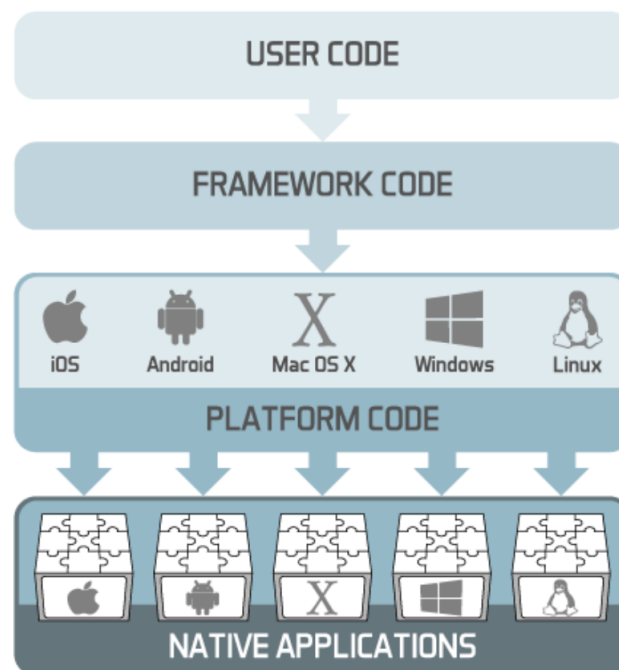 USER CODE
FRAMEWORK CODE
iOS Android Mac OS X Windows Linux
PLATFORM CODE
NATIVE APPLICATIONS